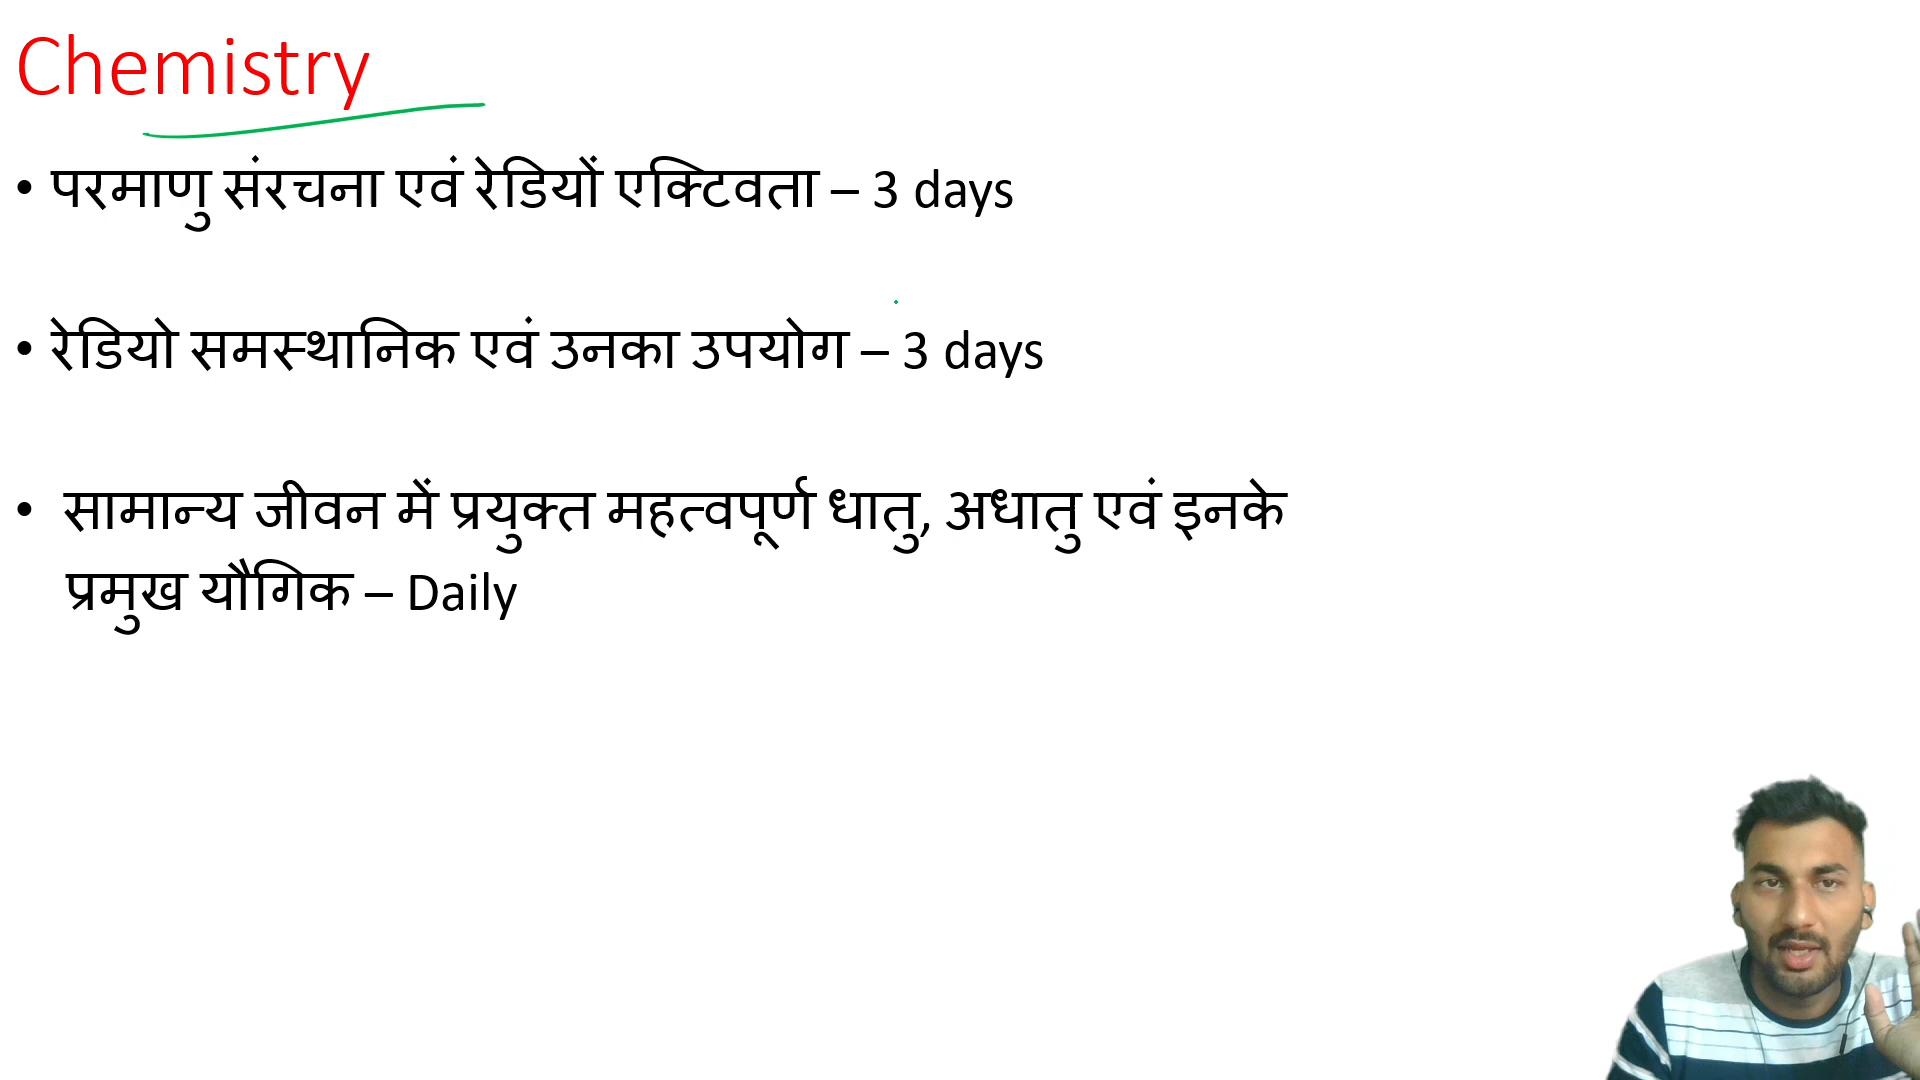 Chemistry
• परमाणु संरचना एवं रेडियों एक्टिवता – 3 days
• रेडियो समस्थानिक एवं उनका उपयोग – 3 days
• सामान्य जीवन में प्रयुक्त महत्वपूर्ण धातु, अधातु एवं इनके
प्रमुख यौगिक – Daily